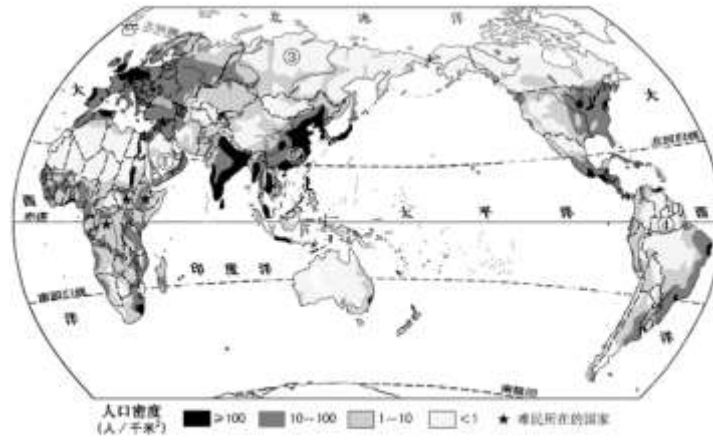 北 冰 洋
③
大
大
北回归线
①
西
赤道
太 平 洋
西
印 度 洋
南回归线
洋
洋
南极圈
人口密度
(人/千米²)
≥100
10~100
1~10
<1
★ 难民所在的国家